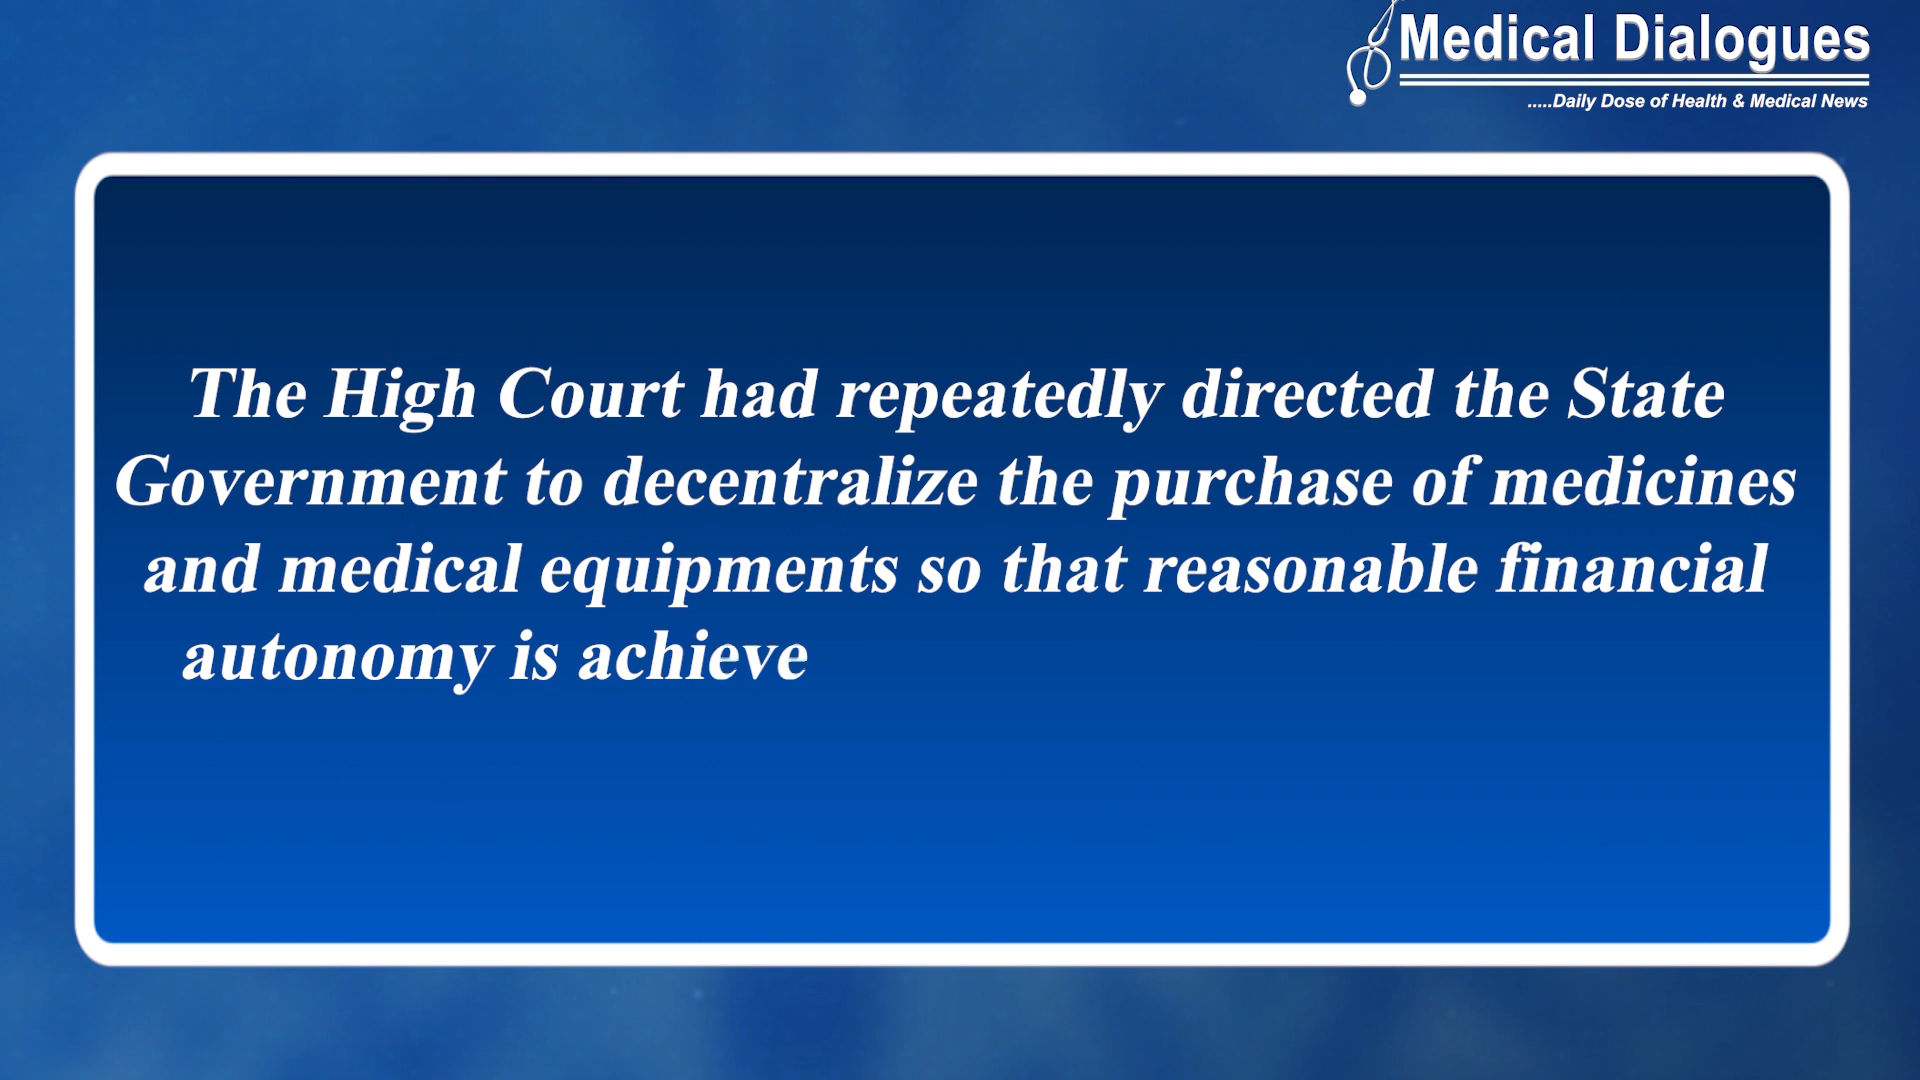 Medical Dialogues
.....Daily Dose of Health & Medical News
The High Court had repeatedly directed the State
Government to decentralize the purchase of medicines
and medical equipments so that reasonable financial
autonomy is achieve